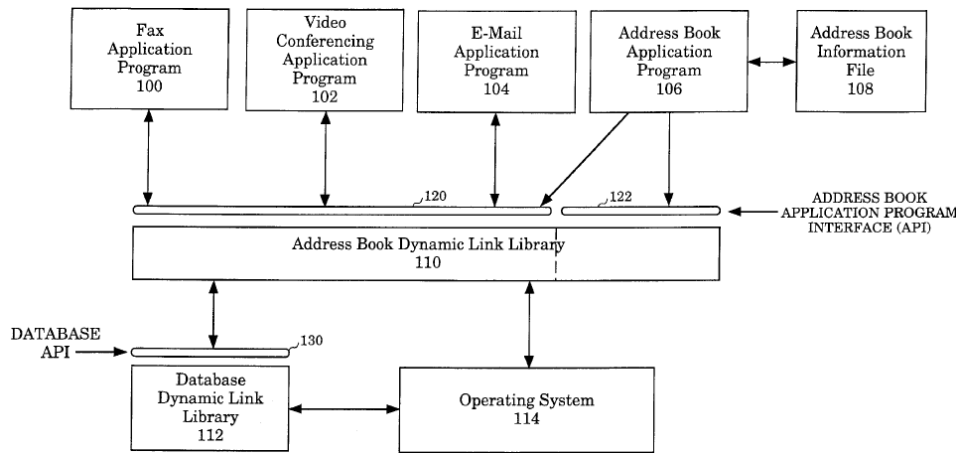 Fax
Application
Program
100
Video
Conferencing
Application
Program
102
E-Mail
Application
Program
104
Address Book
Application
Program
106
Address Book
Information
File
108
120
122
ADDRESS BOOK
APPLICATION PROGRAM
INTERFACE (API)
Address Book Dynamic Link Library
110
DATABASE
API
130
Database
Dynamic Link
Library
112
Operating System
114